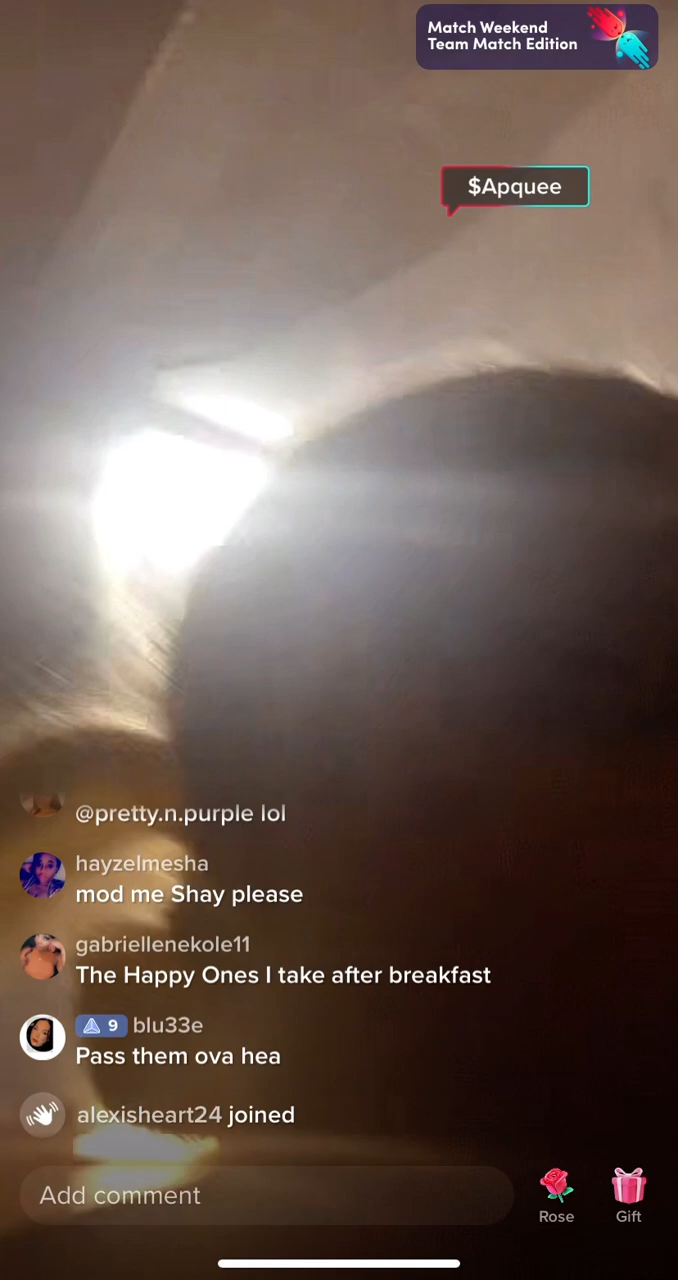 Match Weekend
Team Match Edition
$Apquee
@pretty.n.purple lol
hayzelmesha
mod me Shay please
gabriellenekole11
The Happy Ones I take after breakfast
9 blu33e
Pass them ova hea
alexisheart24 joined
Add comment
Rose
Gift